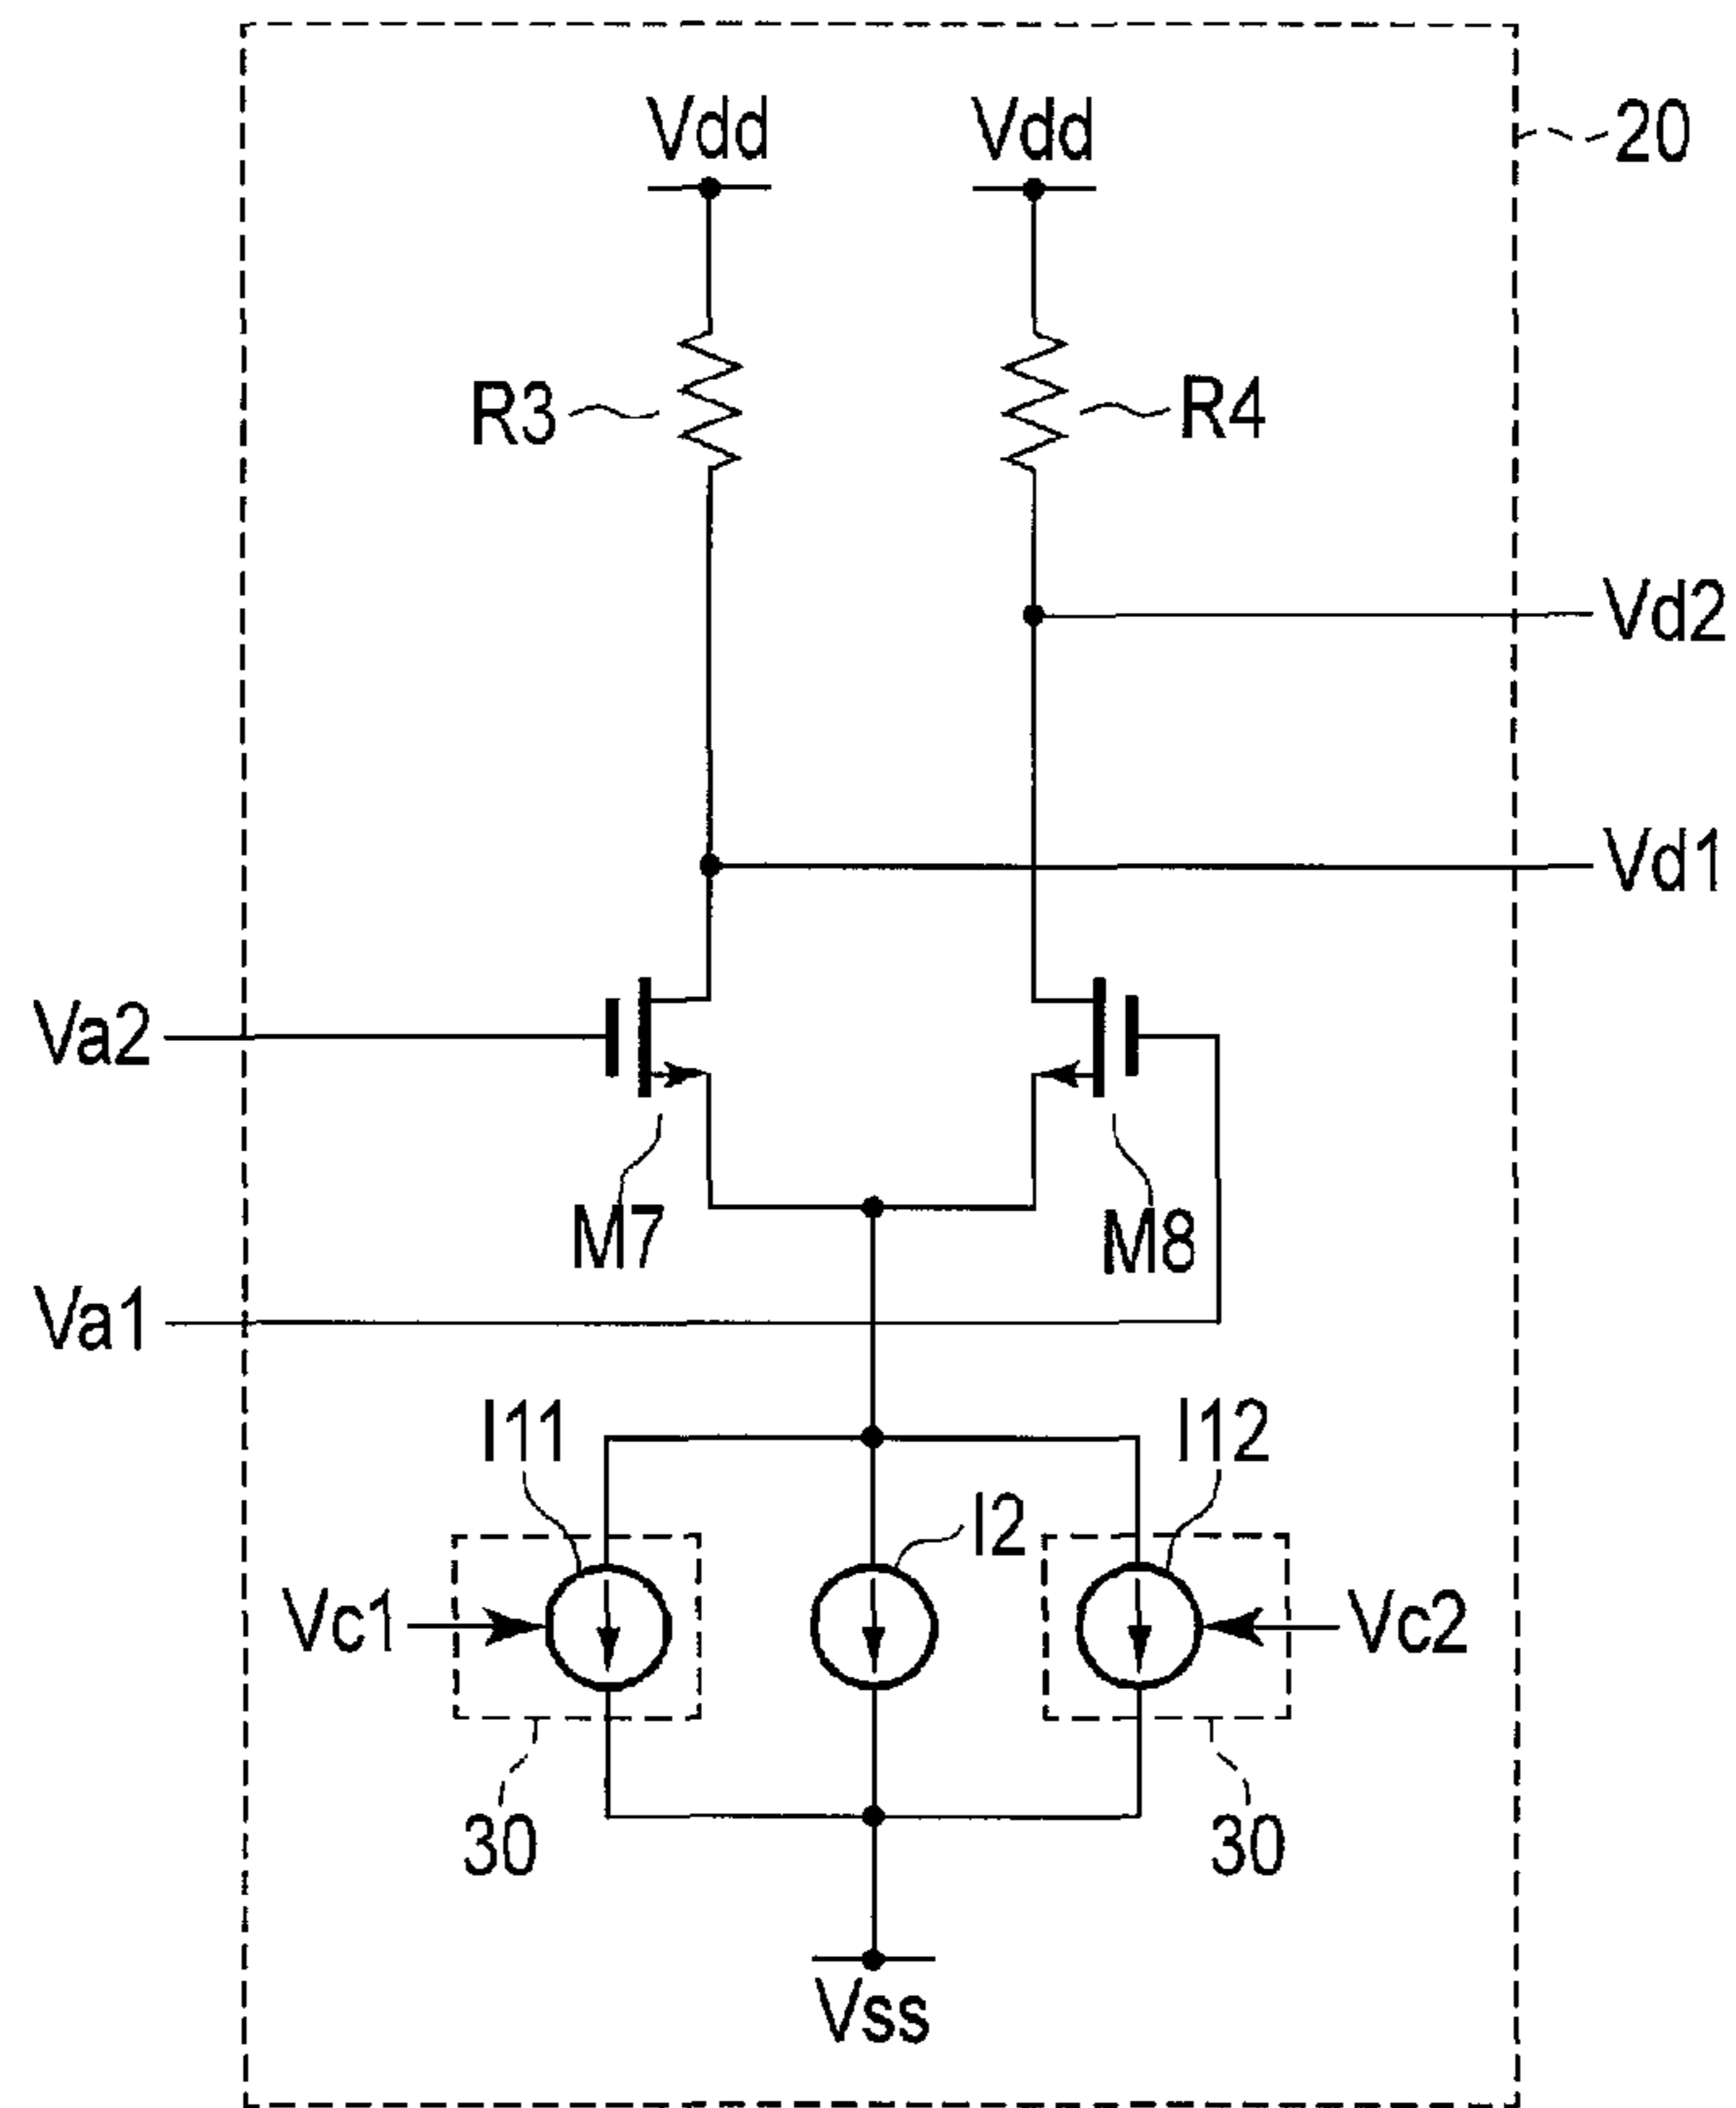 Vdd Vdd
20
R3 R4
Vd2
Vd1
Va2
M7 M8
Va1
I11 I12
I2
Vc1 Vc2
30 30
Vss